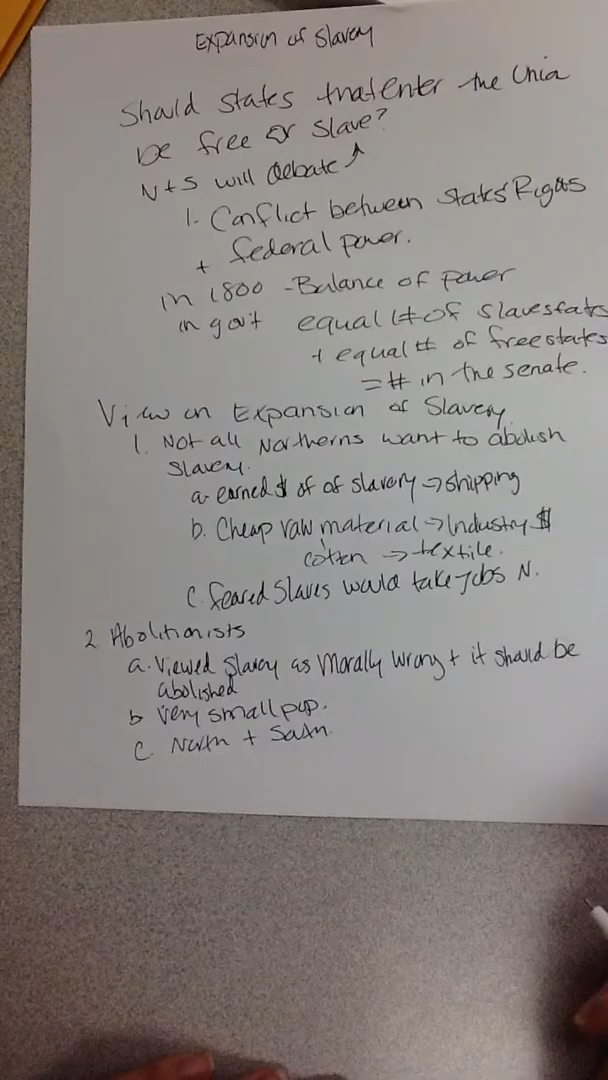 Expansion of Slavery
Should states that enter the Union
be free or slave?
N + S will debate
1. Conflict between States' Rights
+ federal power.
in 1800 - Balance of power
in gov't equal # of slave states
+ equal # of free states
= # in the senate.
View on Expansion of Slavery
1. Not all Northerns want to abolish
Slavery.
a. earned $ of of slavery → shipping
b. Cheap raw material → Industry $
cotton → textile.
c. feared slaves would take jobs N.
2. Abolitionists
a. Viewed slavery as Morally wrong + it should be
abolished
b very small pop.
c. North + South